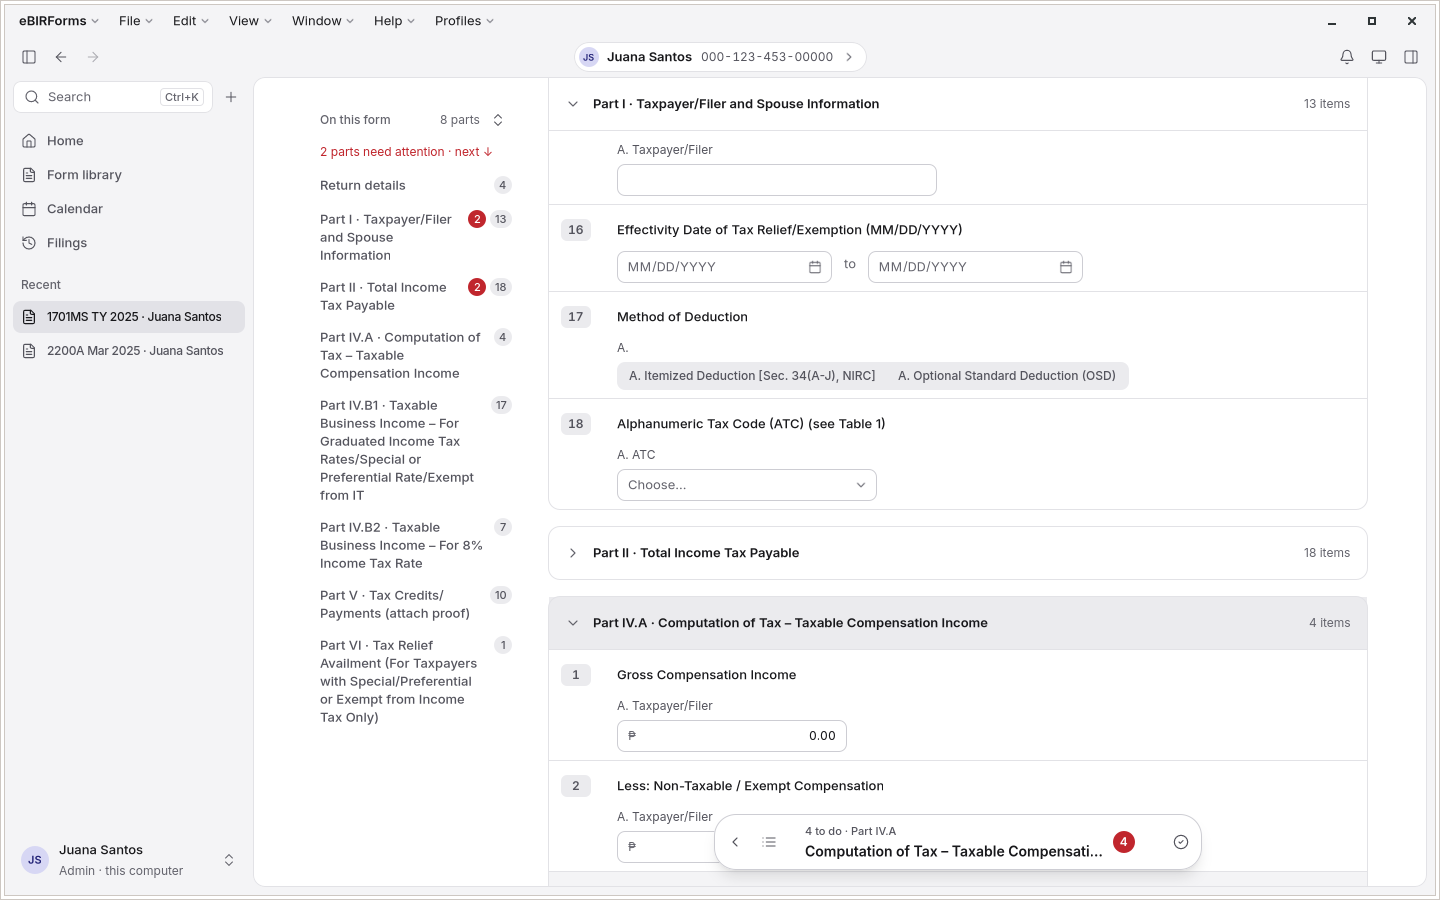 eBIRForms File Edit View Window Help Profiles
JS Juana Santos 000-123-453-00000
Search Ctrl+K
Home
Form library
Calendar
Filings
Recent
1701MS TY 2025 · Juana Santos
2200A Mar 2025 · Juana Santos
JS Juana Santos
Admin · this computer
On this form 8 parts
2 parts need attention · next ↓
Return details 4
Part I · Taxpayer/Filer 2 13
and Spouse
Information
Part II · Total Income 2 18
Tax Payable
Part IV.A · Computation of 4
Tax – Taxable
Compensation Income
Part IV.B1 · Taxable 17
Business Income – For
Graduated Income Tax
Rates/Special or
Preferential Rate/Exempt
from IT
Part IV.B2 · Taxable 7
Business Income – For 8%
Income Tax Rate
Part V · Tax Credits/ 10
Payments (attach proof)
Part VI · Tax Relief 1
Availment (For Taxpayers
with Special/Preferential
or Exempt from Income
Tax Only)
Part I · Taxpayer/Filer and Spouse Information 13 items
A. Taxpayer/Filer
16 Effectivity Date of Tax Relief/Exemption (MM/DD/YYYY)
MM/DD/YYYY to MM/DD/YYYY
17 Method of Deduction
A.
A. Itemized Deduction [Sec. 34(A-J), NIRC] A. Optional Standard Deduction (OSD)
18 Alphanumeric Tax Code (ATC) (see Table 1)
A. ATC
Choose...
Part II · Total Income Tax Payable 18 items
Part IV.A · Computation of Tax – Taxable Compensation Income 4 items
1 Gross Compensation Income
A. Taxpayer/Filer
₱ 0.00
2 Less: Non-Taxable / Exempt Compensation
A. Taxpayer/Filer
₱
4 to do · Part IV.A
Computation of Tax – Taxable Compensati... 4